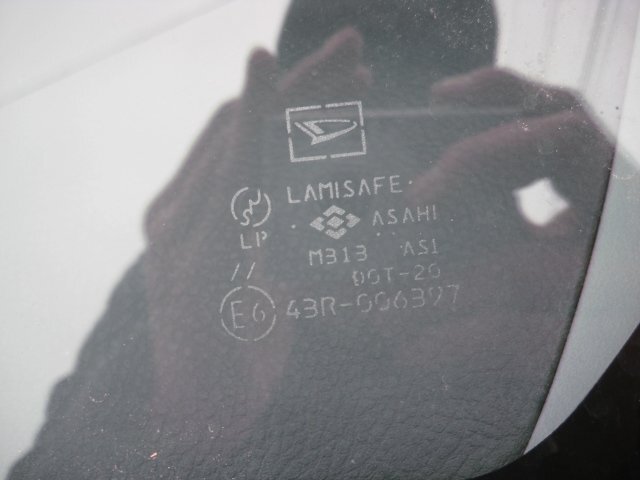 LAMISAFE
ASAHI
LP
M313 AS1
// DOT-20
E6 43R-006397